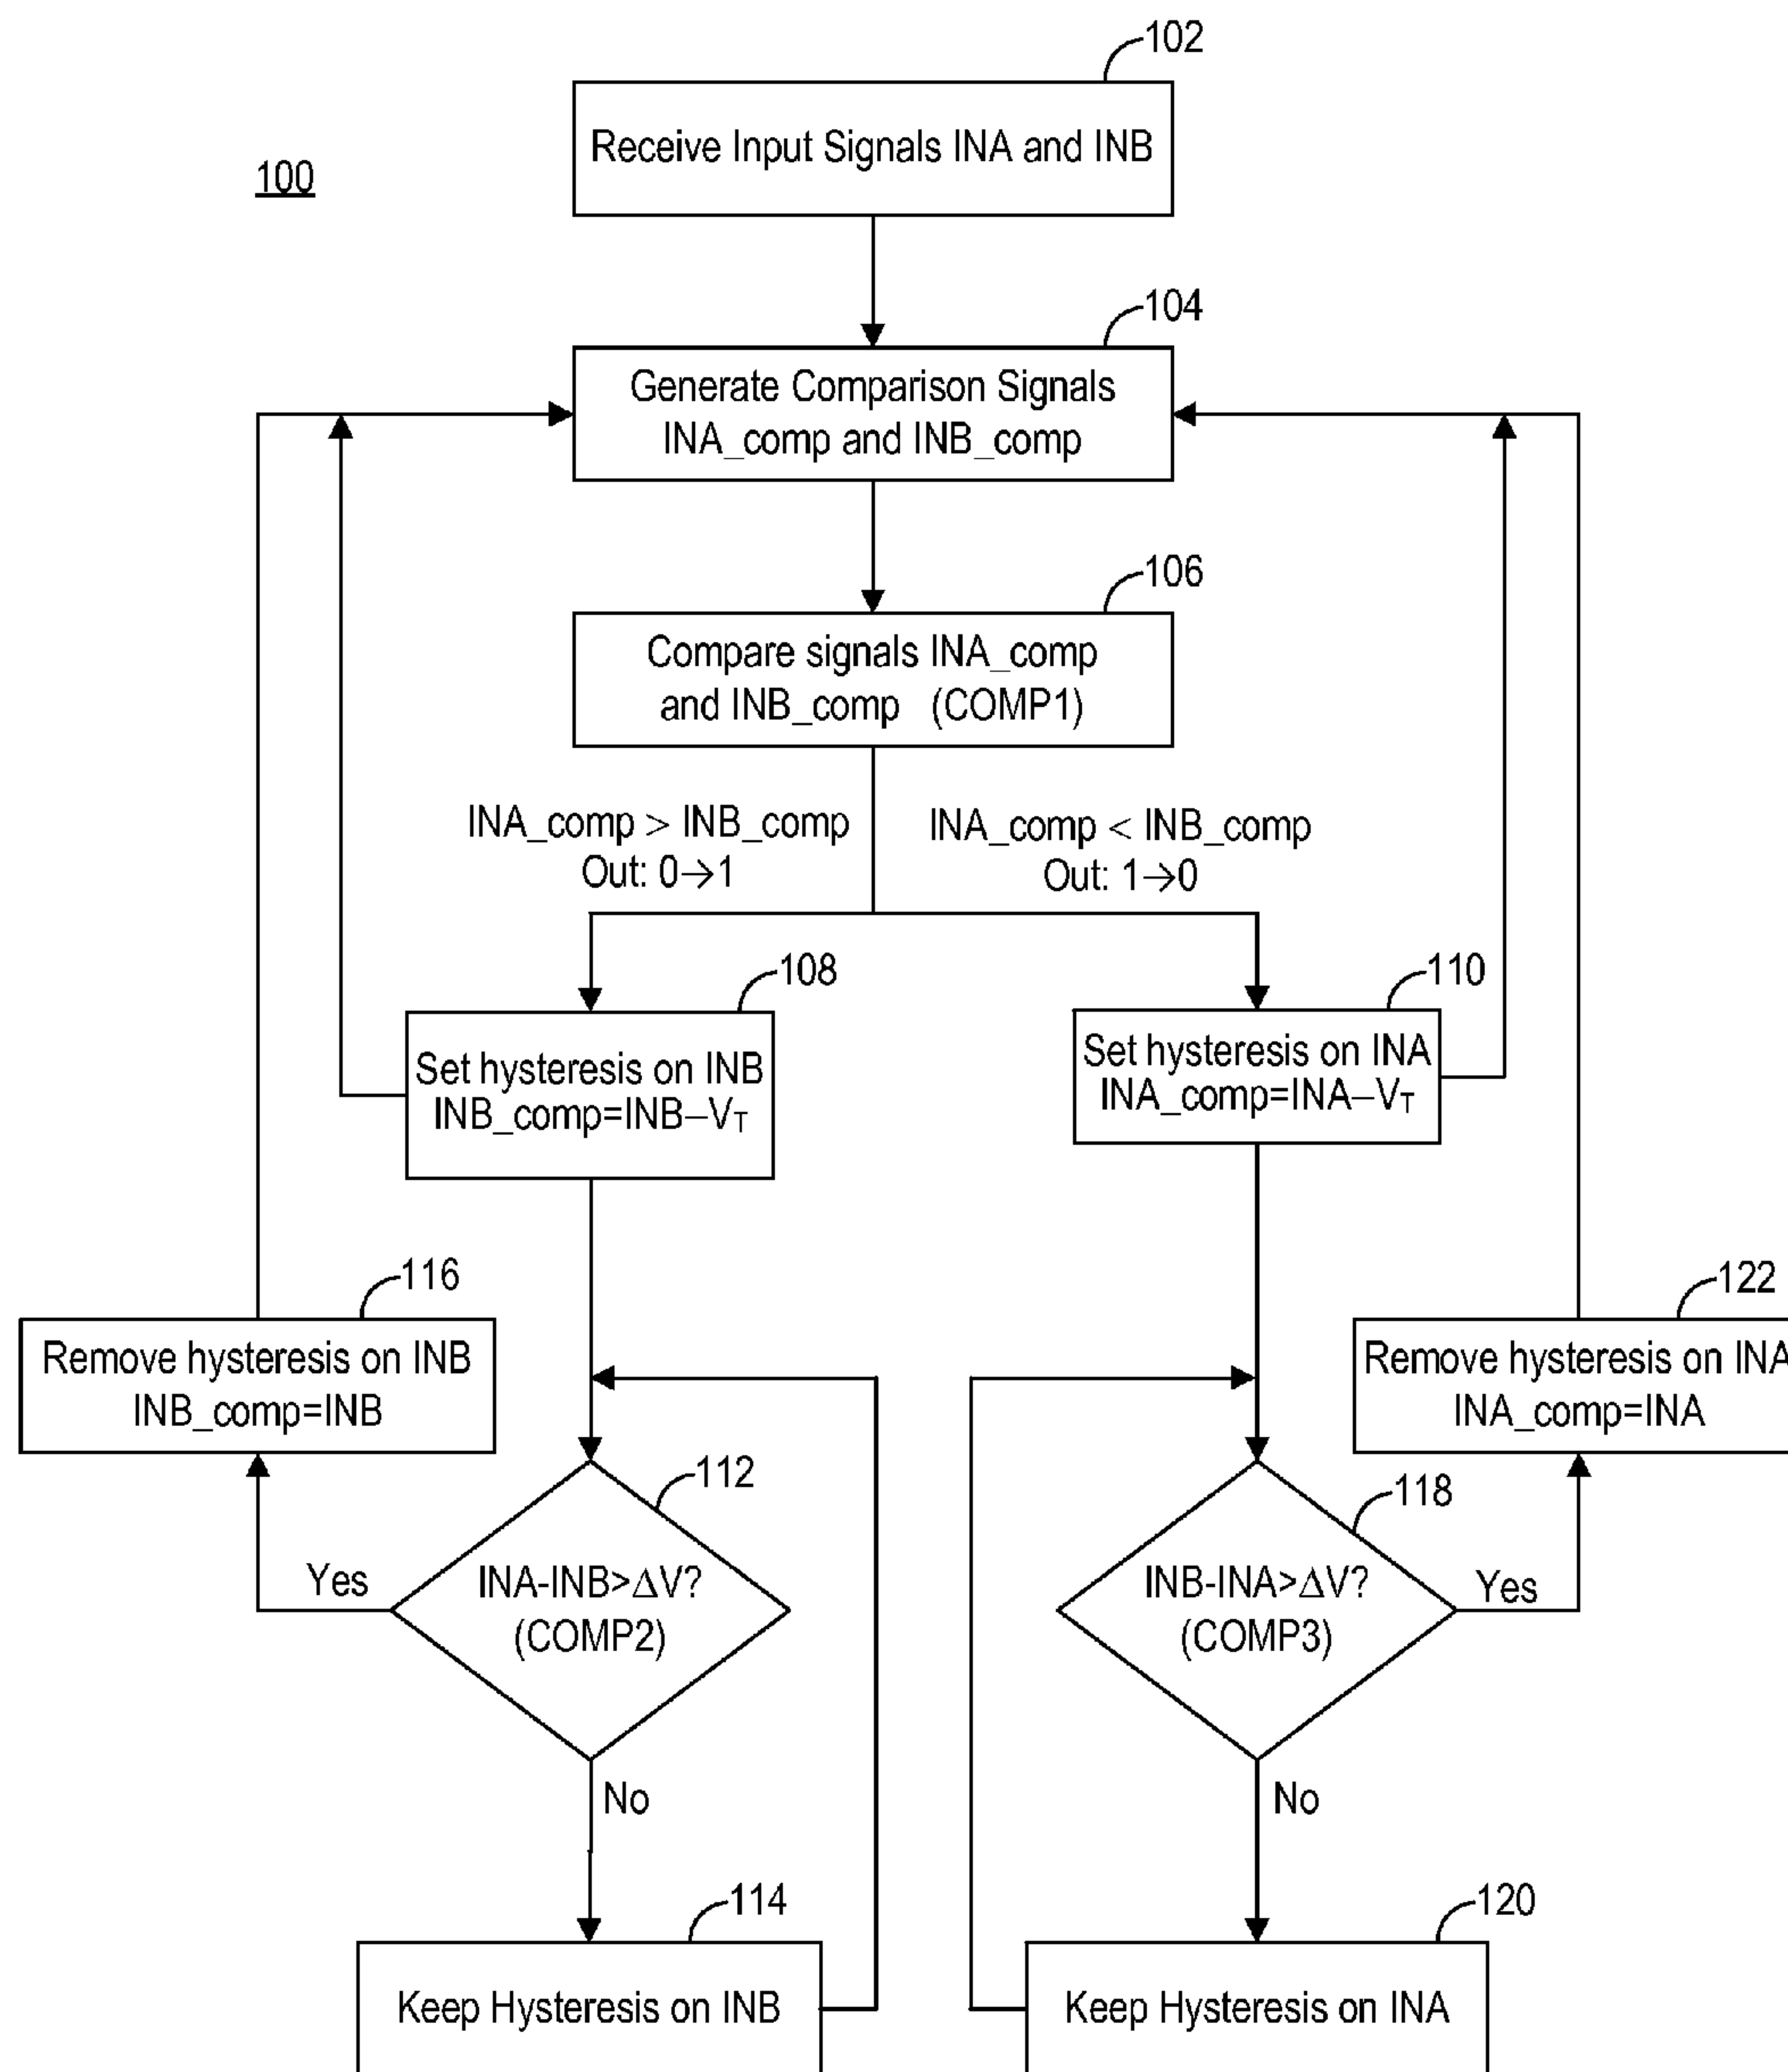 102
Receive Input Signals INA and INB
100
104
Generate Comparison Signals
INA_comp and INB_comp
106
Compare signals INA_comp
and INB_comp (COMP1)
INA_comp > INB_comp
Out: 0→1
INA_comp < INB_comp
Out: 1→0
108
Set hysteresis on INB
INB_comp=INB–VT
110
Set hysteresis on INA
INA_comp=INA–VT
116
Remove hysteresis on INB
INB_comp=INB
122
Remove hysteresis on INA
INA_comp=INA
112
INA-INB>ΔV?
(COMP2)
Yes
No
118
INB-INA>ΔV?
(COMP3)
Yes
No
114
Keep Hysteresis on INB
120
Keep Hysteresis on INA